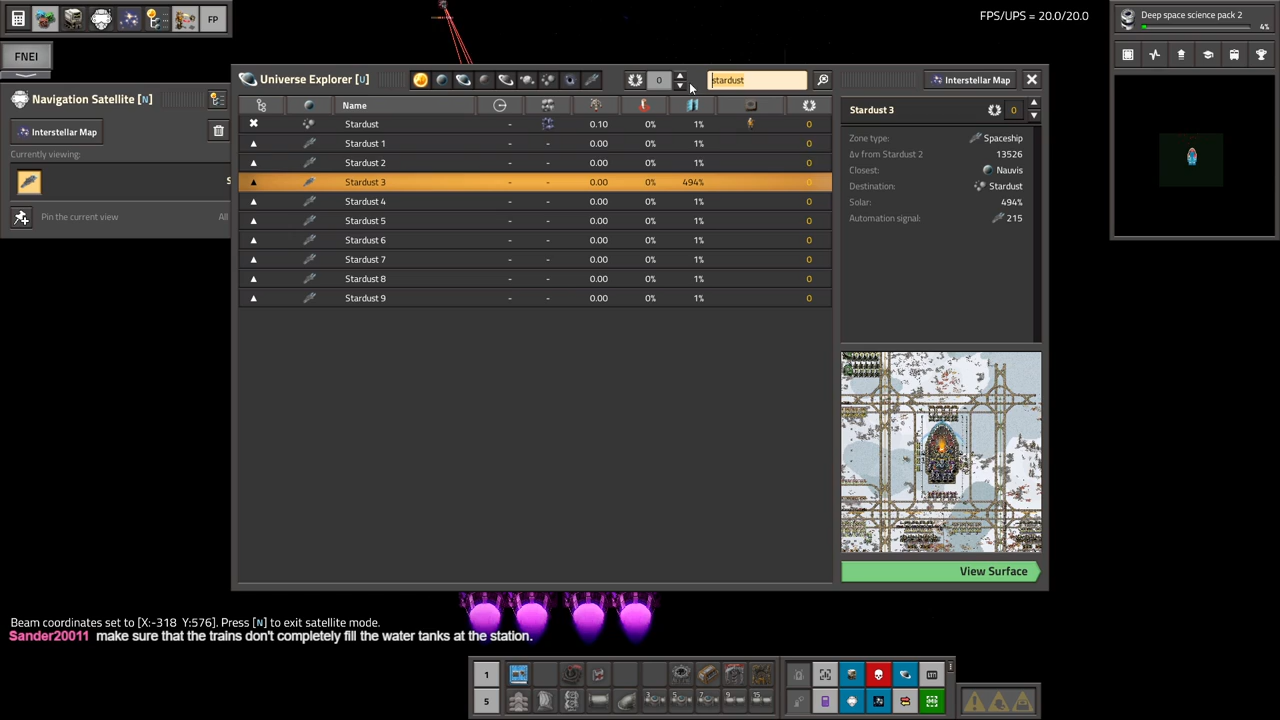 FP
FPS/UPS = 20.0/20.0
Deep space science pack 2
4%
FNEI
Navigation Satellite [N]
Interstellar Map
Currently viewing:
S
Pin the current view
All
Universe Explorer [U]
0
stardust
Interstellar Map
Name
Stardust - 0.10 0% 1% 0
Stardust 1 - - 0.00 0% 1% 0
Stardust 2 - - 0.00 0% 1% 0
Stardust 3 - - 0.00 0% 494% 0
Stardust 4 - - 0.00 0% 1% 0
Stardust 5 - - 0.00 0% 1% 0
Stardust 6 - - 0.00 0% 1% 0
Stardust 7 - - 0.00 0% 1% 0
Stardust 8 - - 0.00 0% 1% 0
Stardust 9 - - 0.00 0% 1% 0
Stardust 3
0
Zone type: Spaceship
Δv from Stardust 2 13526
Closest: Nauvis
Destination: Stardust
Solar: 494%
Automation signal: 215
View Surface
Beam coordinates set to [X:-318 Y:576]. Press [N] to exit satellite mode.
Sander20011 make sure that the trains don't completely fill the water tanks at the station.
1
5